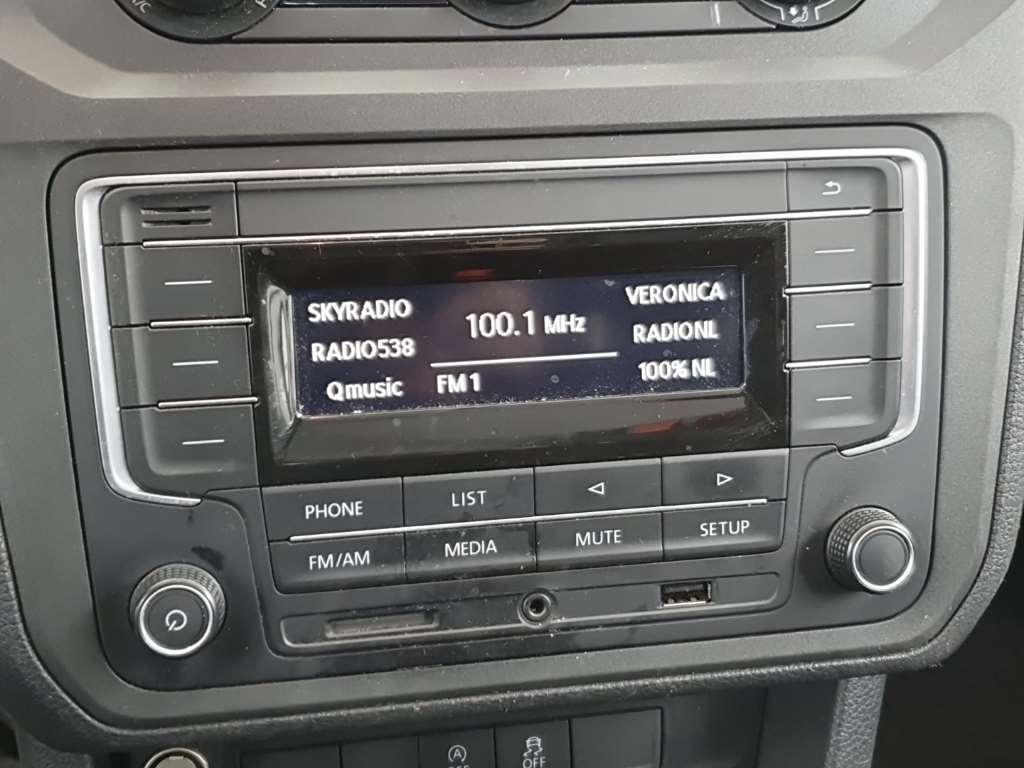 A/C
SKYRADIO
100.1 MHz
VERONICA
RADIO538
RADIONL
Qmusic
FM1
100% NL
PHONE
LIST
FM/AM
MEDIA
MUTE
SETUP
A
OFF
OFF